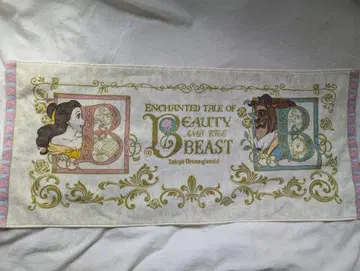 B
ENCHANTED TALE OF
BEAUTY
AND THE
BEAST
Tokyo Disneyland
B